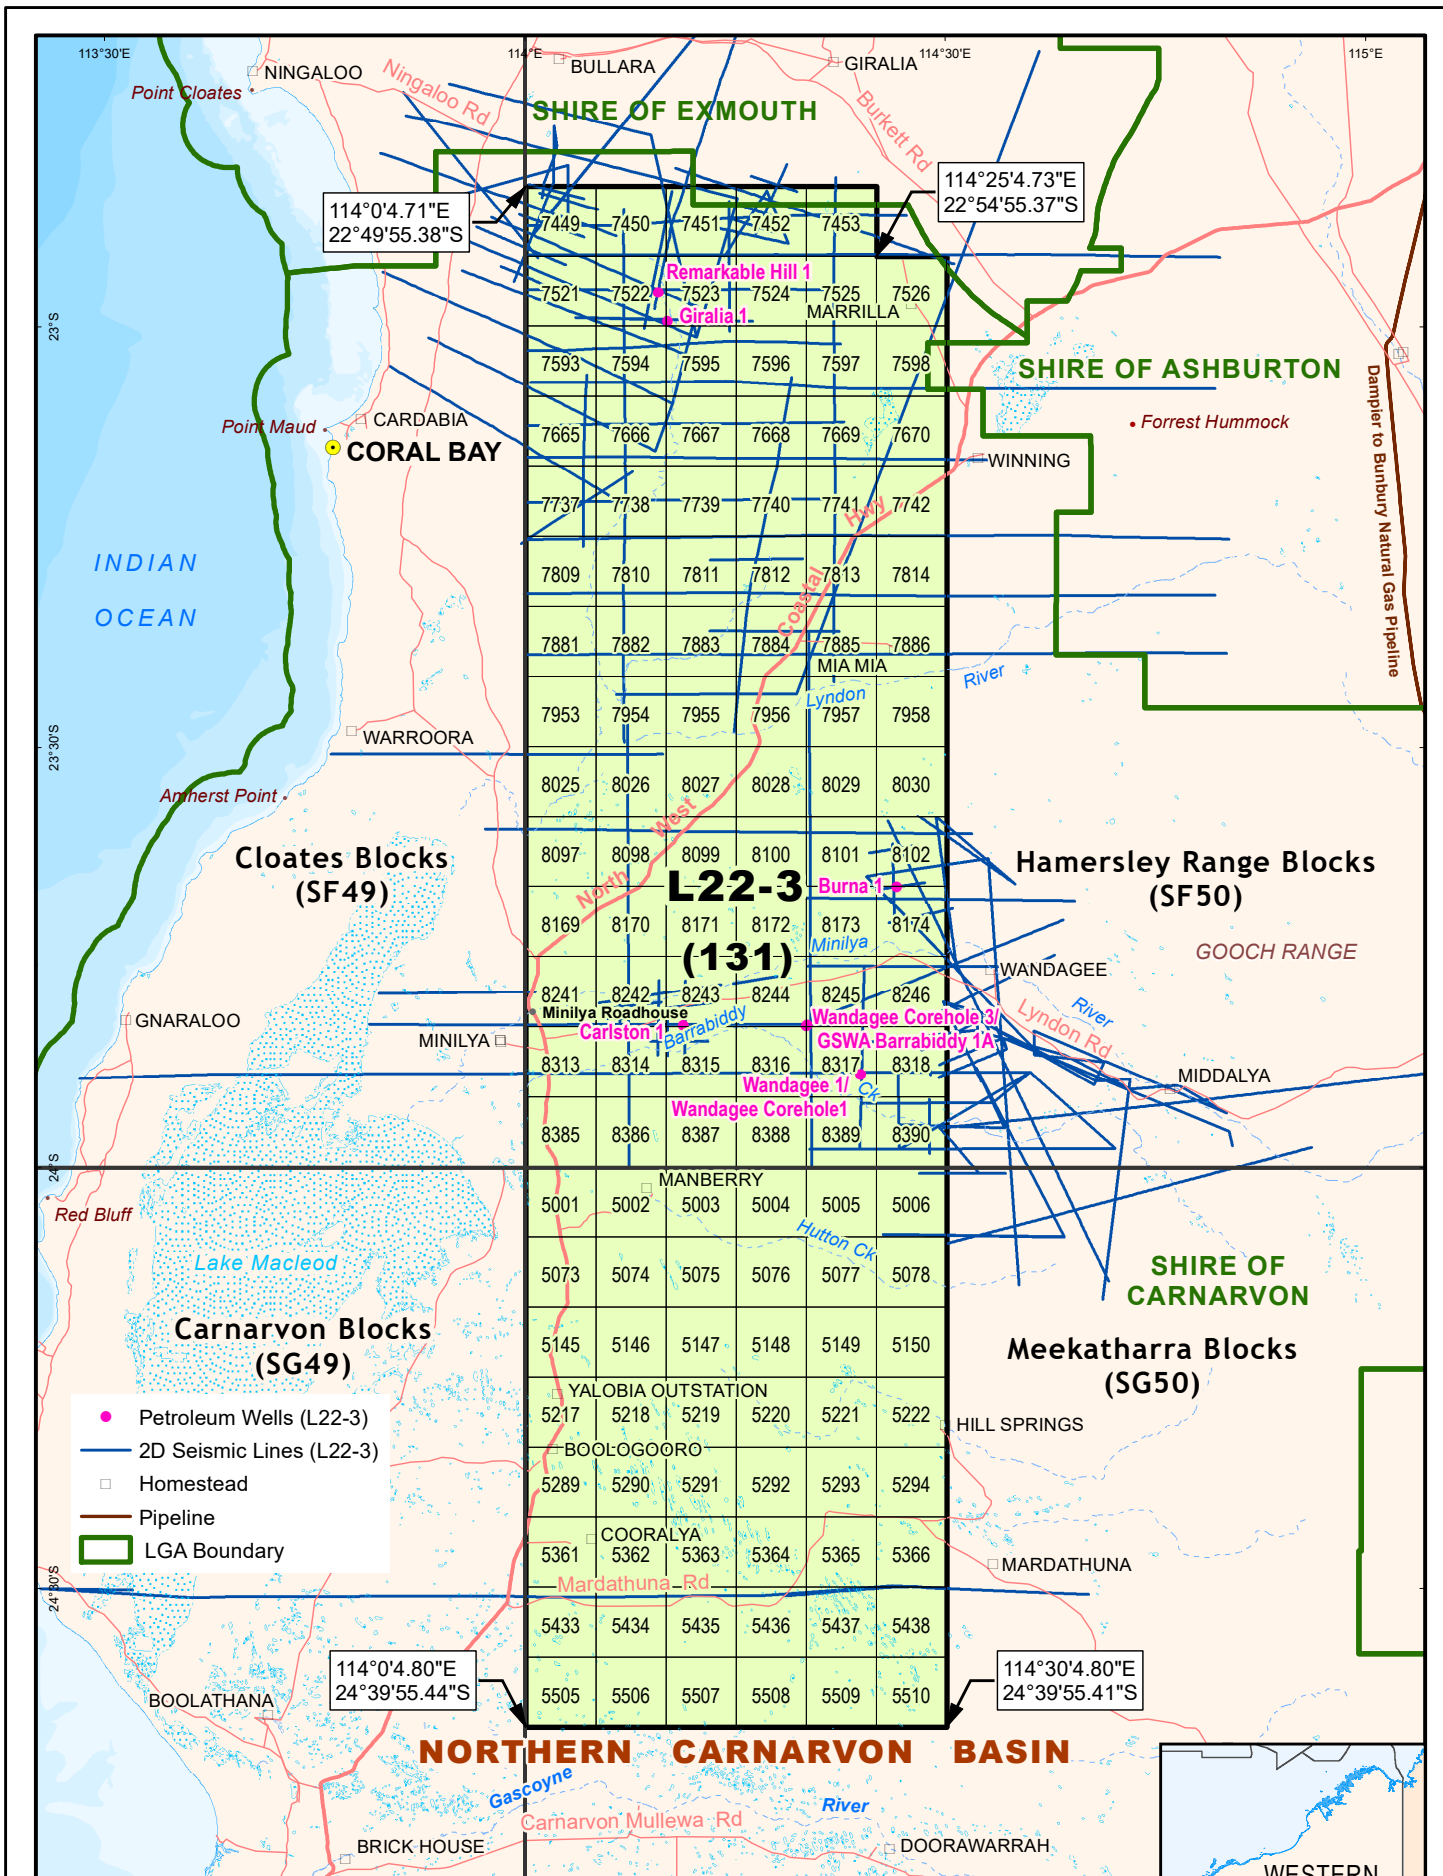 113°30'E
114°E
114°30'E
115°E
NINGALOO
BULLARA
GIRALIA
Point Cloates
Ningaloo Rd
SHIRE OF EXMOUTH
Burkett Rd
114°0'4.71"E
22°49'55.38"S
114°25'4.73"E
22°54'55.37"S
7449 7450 7451 7452 7453
Remarkable Hill 1
7521 7522 7523 7524 7525 7526
MARRILLA
Giralia 1
23°S
7593 7594 7595 7596 7597 7598
SHIRE OF ASHBURTON
Dampier to Bunbury Natural Gas Pipeline
CARDABIA
Point Maud
CORAL BAY
Forrest Hummock
7665 7666 7667 7668 7669 7670
WINNING
7737 7738 7739 7740 7741 7742
Hwy
INDIAN
OCEAN
7809 7810 7811 7812 7813 7814
Coastal
7881 7882 7883 7884 7885 7886
MIA MIA
Lyndon
River
7953 7954 7955 7956 7957 7958
WARROORA
23°30'S
8025 8026 8027 8028 8029 8030
Amherst Point
West
Cloates Blocks
(SF49)
8097 8098 8099 8100 8101 8102
Hamersley Range Blocks
(SF50)
North
L22-3
Burna 1
8169 8170 8171 8172 8173 8174
(131)
Minilya
GOOCH RANGE
WANDAGEE
8241 8242 8243 8244 8245 8246
River
Lyndon Rd
Minilya Roadhouse
GNARALOO
MINILYA
Carlston 1
Barrabiddy
Wandagee Corehole 3/
GSWA Barrabiddy 1A
8313 8314 8315 8316 8317 8318
MIDDALYA
Wandagee 1/
Wandagee Corehole1
Ck
8385 8386 8387 8388 8389 8390
24°S
MANBERRY
Red Bluff
5001 5002 5003 5004 5005 5006
Hutton Ck
Lake Macleod
5073 5074 5075 5076 5077 5078
SHIRE OF
CARNARVON
Carnarvon Blocks
(SG49)
5145 5146 5147 5148 5149 5150
Meekatharra Blocks
(SG50)
YALOBIA OUTSTATION
5217 5218 5219 5220 5221 5222
HILL SPRINGS
BOOLOGOORO
5289 5290 5291 5292 5293 5294
Petroleum Wells (L22-3)
2D Seismic Lines (L22-3)
Homestead
Pipeline
LGA Boundary
COORALYA
5361 5362 5363 5364 5365 5366
MARDATHUNA
Mardathuna Rd
24°30'S
5433 5434 5435 5436 5437 5438
114°0'4.80"E
24°39'55.44"S
114°30'4.80"E
24°39'55.41"S
BOOLATHANA
5505 5506 5507 5508 5509 5510
NORTHERN CARNARVON BASIN
Gascoyne
River
Carnarvon Mullewa Rd
BRICK HOUSE
DOORAWARRAH
WESTERN